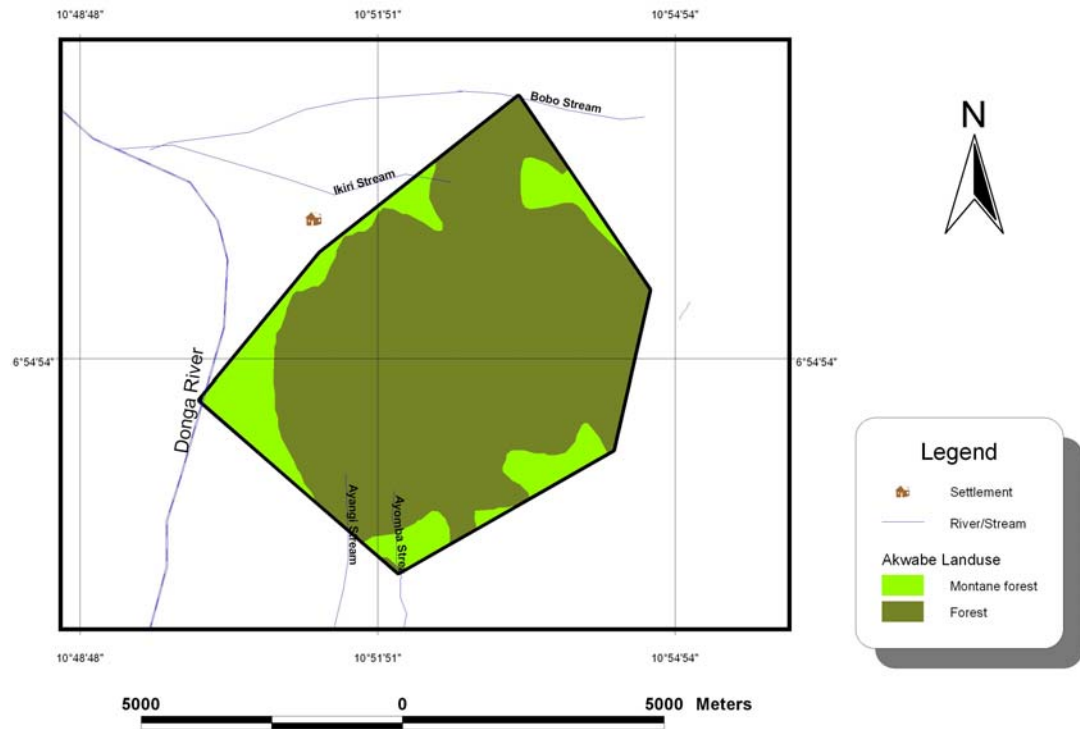 10°48'48" 10°51'51" 10°54'54"
Bobo Stream
N
Ikiri Stream
6°54'54" 6°54'54"
Donga River
Ayangi Stream
Ayomba Stre
Legend
Settlement
River/Stream
Akwabe Landuse
Montane forest
Forest
10°48'48" 10°51'51" 10°54'54"
5000 0 5000 Meters